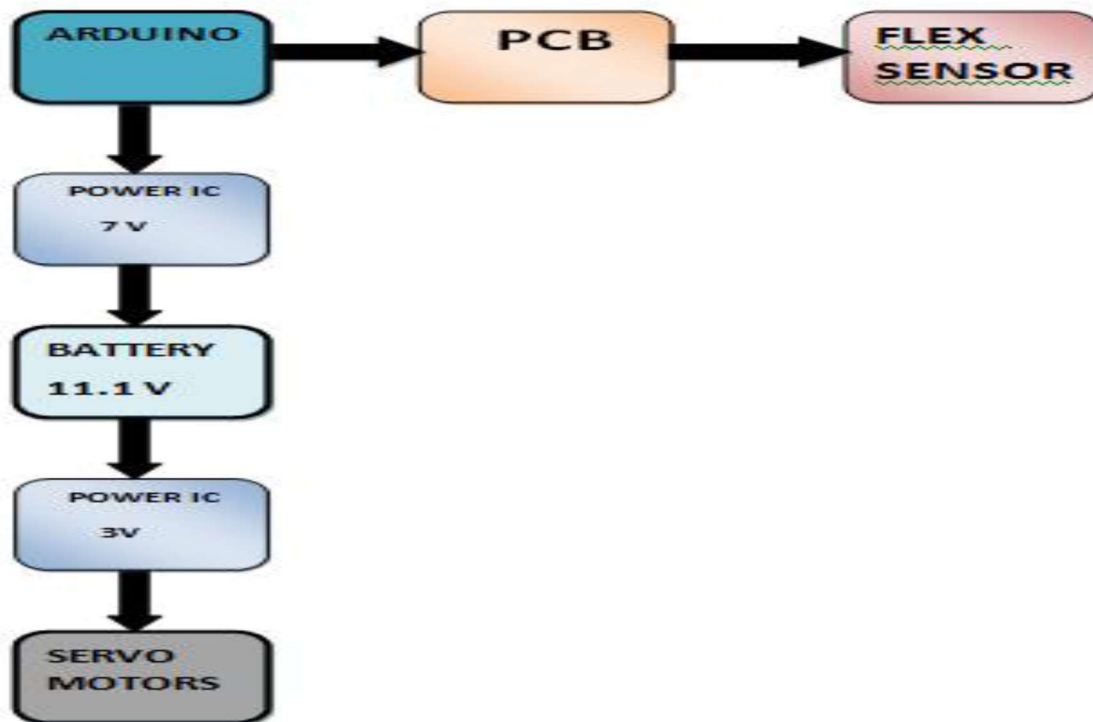 ARDUINO
PCB
FLEX
SENSOR
POWER IC
7 V
BATTERY
11.1 V
POWER IC
3V
SERVO
MOTORS